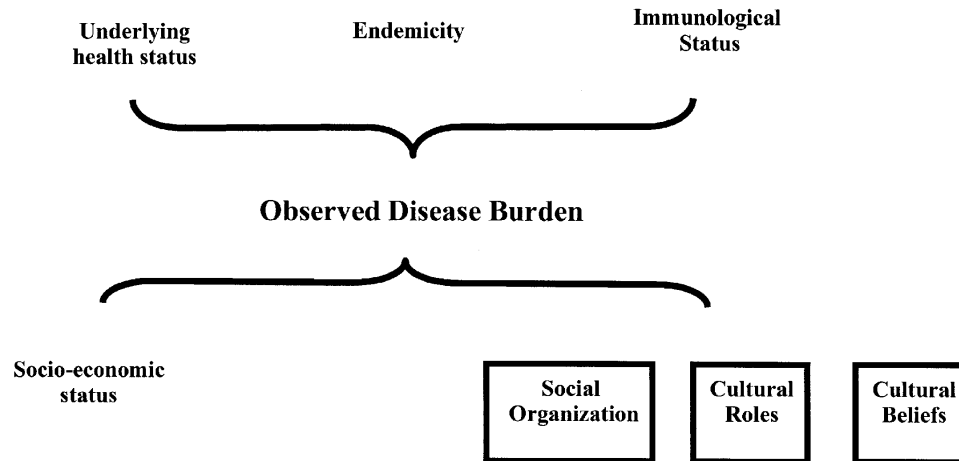 Underlying
health status
Endemicity
Immunological
Status
Observed Disease Burden
Socio-economic
status
Social
Organization
Cultural
Roles
Cultural
Beliefs